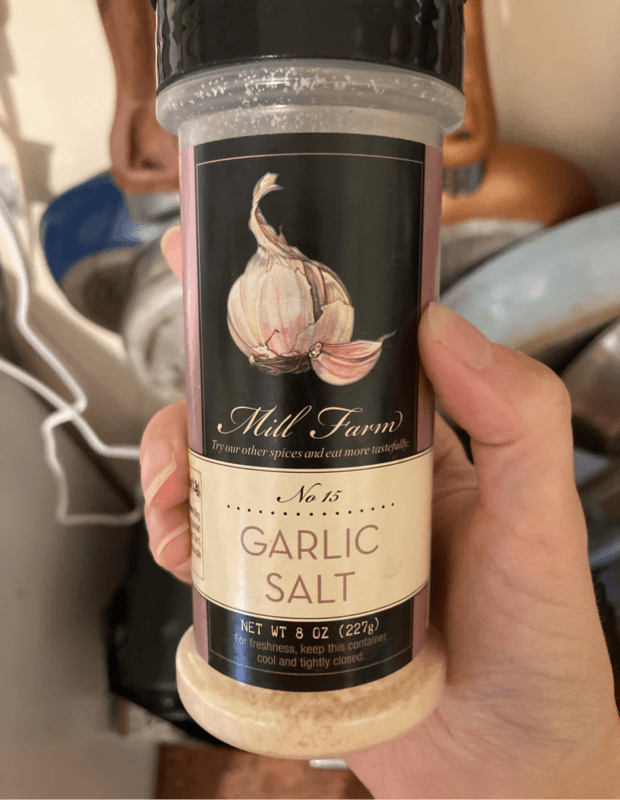 Mill Farm
Try our other spices and eat more tastefully.
No 15
GARLIC
SALT
NET WT 8 OZ (227g)
For freshness, keep this container
cool and tightly closed.